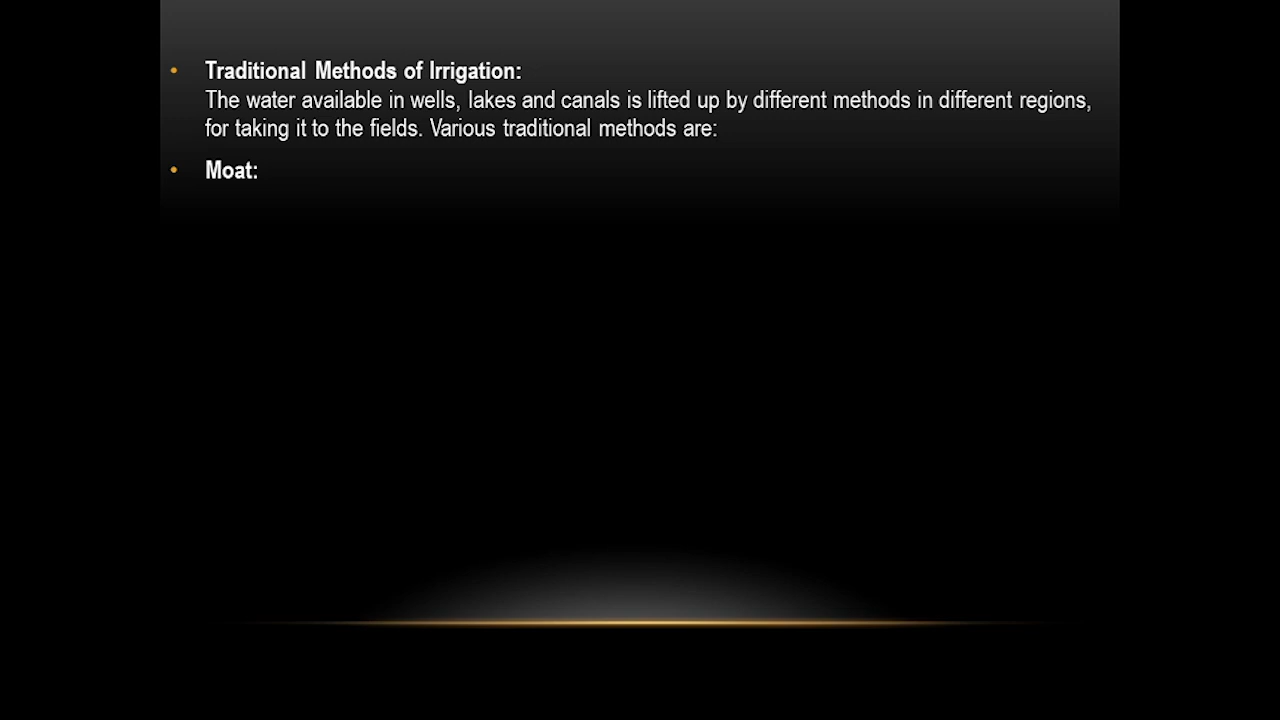 • Traditional Methods of Irrigation:
The water available in wells, lakes and canals is lifted up by different methods in different regions,
for taking it to the fields. Various traditional methods are:
• Moat: